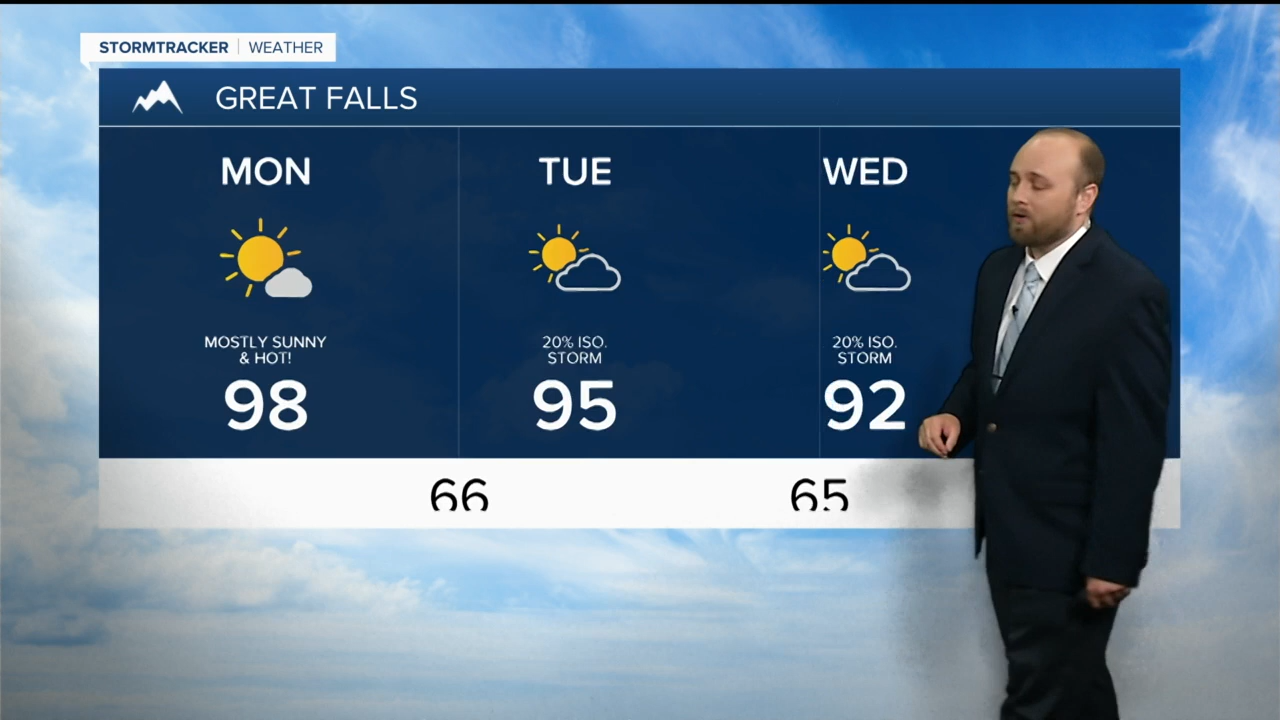 STORMTRACKER | WEATHER
GREAT FALLS
MON
TUE
WED
MOSTLY SUNNY
& HOT!
98
20% ISO.
STORM
95
20% ISO.
STORM
92
66
65